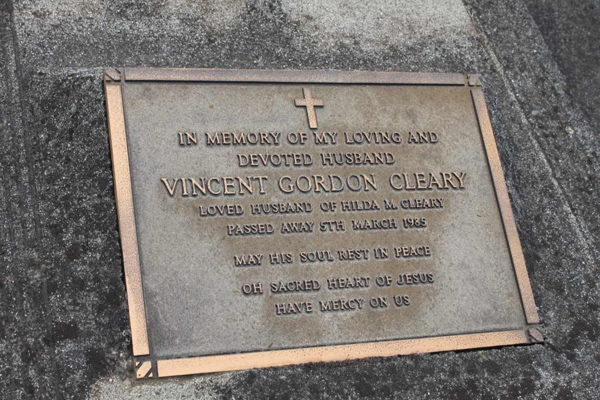 IN MEMORY OF MY LOVING AND
DEVOTED HUSBAND
VINCENT GORDON CLEARY
LOVED HUSBAND OF HILDA M. CLEARY
PASSED AWAY 5TH MARCH 1985
MAY HIS SOUL REST IN PEACE
OH SACRED HEART OF JESUS
HAVE MERCY ON US